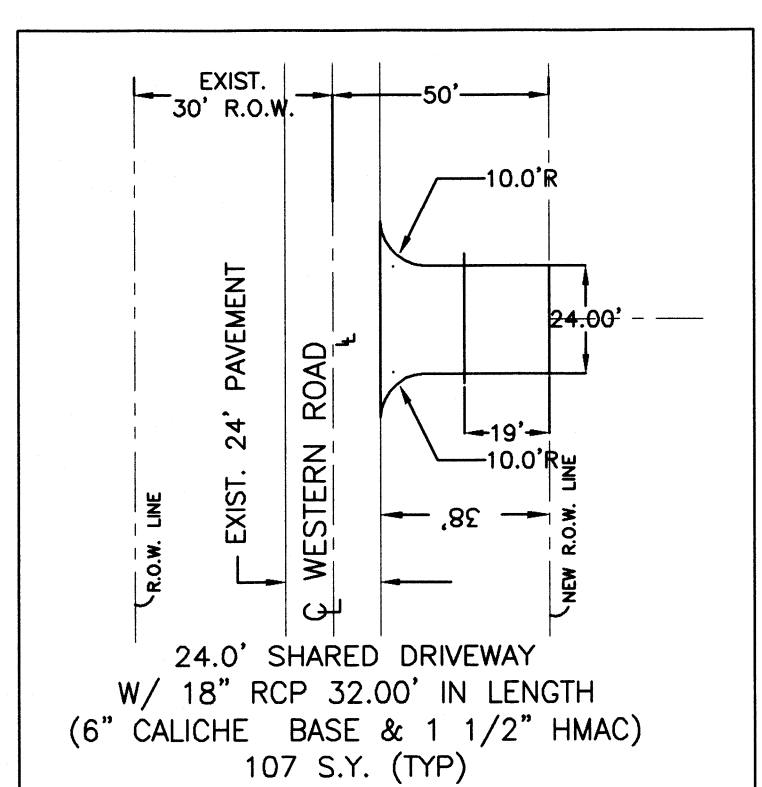 EXIST.
30' R.O.W.
50'
10.0'R
24.00'
19'
10.0'R
38'
EXIST. 24' PAVEMENT
℄ WESTERN ROAD
℄
R.O.W. LINE
NEW R.O.W. LINE
24.0' SHARED DRIVEWAY
W/ 18" RCP 32.00' IN LENGTH
(6" CALICHE BASE & 1 1/2" HMAC)
107 S.Y. (TYP)